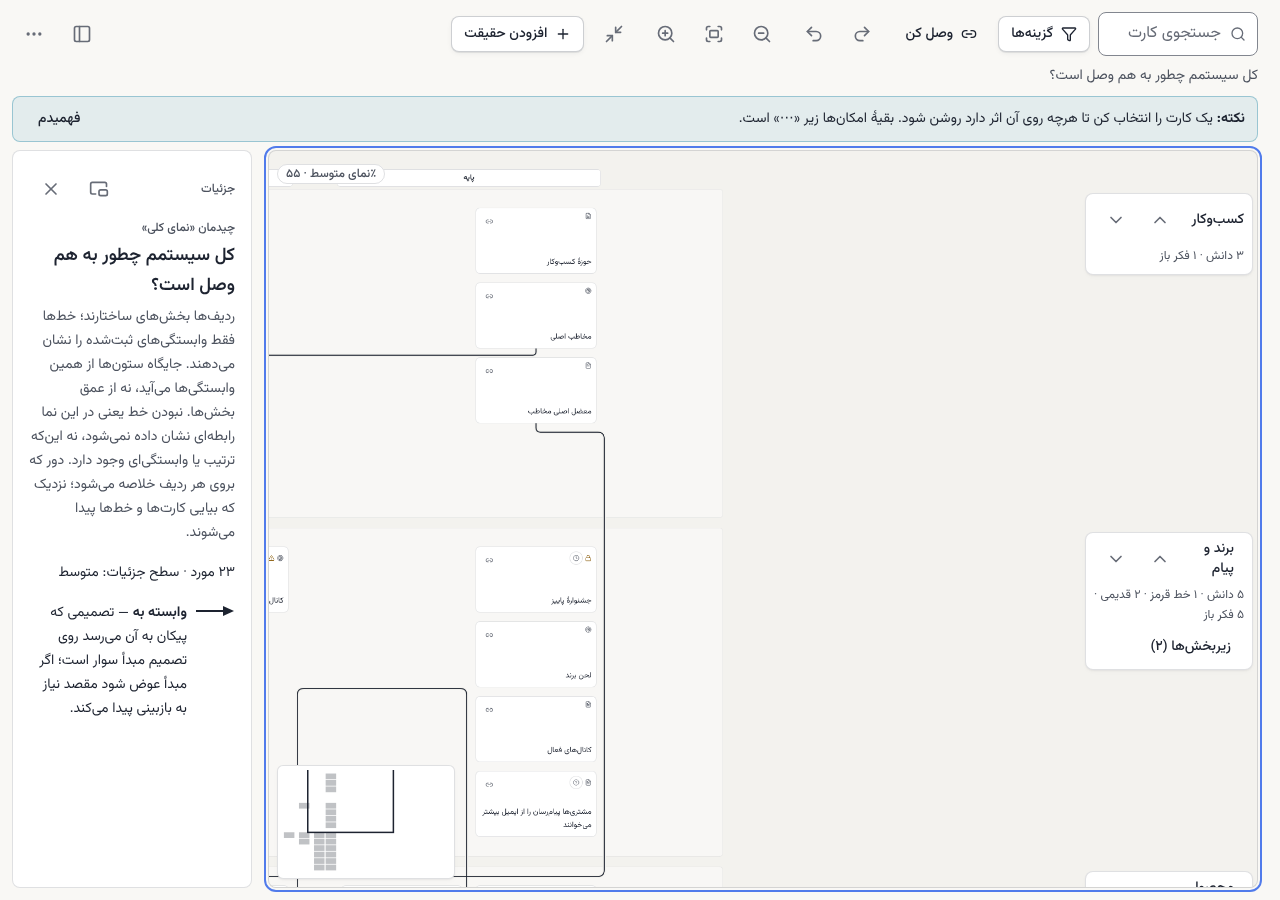 جستجوی کارت
گزینه‌ها
وصل کن
افزودن حقیقت
کل سیستمم چطور به هم وصل است؟
نکته: یک کارت را انتخاب کن تا هرچه روی آن اثر دارد روشن شود. بقیهٔ امکان‌ها زیر «···» است.
فهمیدم
کسب‌وکار
۳ دانش · ۱ فکر باز
برند و
پیام
۵ دانش · ۱ خط قرمز · ۲ قدیمی ·
۵ فکر باز
زیربخش‌ها (۲)
پایه
نمای متوسط · ۵۵٪
حوزهٔ کسب‌وکار
مخاطب اصلی
معضل اصلی مخاطب
جشنوارهٔ پاییز
کانال
لحن برند
کانال‌های فعال
مشتری‌ها پیام‌رسان را از ایمیل بیشتر
می‌خوانند
جزئیات
چیدمان «نمای کلی»
کل سیستمم چطور به هم
وصل است؟
ردیف‌ها بخش‌های ساختارند؛ خط‌ها
فقط وابستگی‌های ثبت‌شده را نشان
می‌دهند. جایگاه ستون‌ها از همین
وابستگی‌ها می‌آید، نه از عمق
بخش‌ها. نبودن خط یعنی در این نما
رابطه‌ای نشان داده نمی‌شود، نه این‌که
ترتیب یا وابستگی‌ای وجود دارد. دور که
بروی هر ردیف خلاصه می‌شود؛ نزدیک
که بیایی کارت‌ها و خط‌ها پیدا
می‌شوند.
۲۳ مورد · سطح جزئیات: متوسط
وابسته به — تصمیمی که
پیکان به آن می‌رسد روی
تصمیم مبدأ سوار است؛ اگر
مبدأ عوض شود مقصد نیاز
به بازبینی پیدا می‌کند.